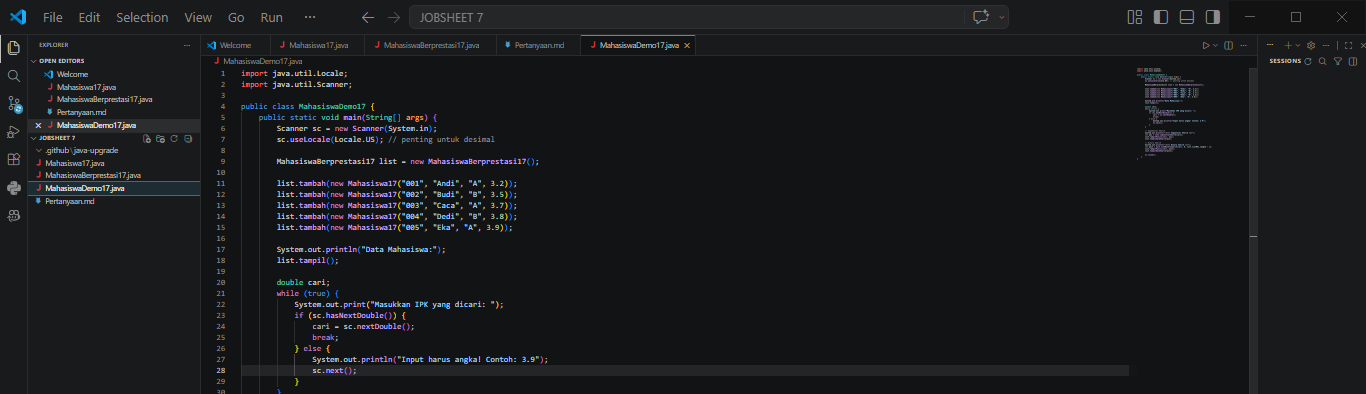 File Edit Selection View Go Run ··· ← → JOBSHEET 7
EXPLORER ···
OPEN EDITORS
Welcome
J Mahasiswa17.java
J MahasiswaBerprestasi17.java
Pertanyaan.md
× J MahasiswaDemo17.java
JOBSHEET 7
.github\java-upgrade
J Mahasiswa17.java
J MahasiswaBerprestasi17.java
J MahasiswaDemo17.java
Pertanyaan.md
Welcome J Mahasiswa17.java J MahasiswaBerprestasi17.java Pertanyaan.md J MahasiswaDemo17.java ×
J MahasiswaDemo17.java
1 import java.util.Locale;
2 import java.util.Scanner;
3
4 public class MahasiswaDemo17 {
5 public static void main(String[] args) {
6 Scanner sc = new Scanner(System.in);
7 sc.useLocale(Locale.US); // penting untuk desimal
8
9 MahasiswaBerprestasi17 list = new MahasiswaBerprestasi17();
10
11 list.tambah(new Mahasiswa17("001", "Andi", "A", 3.2));
12 list.tambah(new Mahasiswa17("002", "Budi", "B", 3.5));
13 list.tambah(new Mahasiswa17("003", "Caca", "A", 3.7));
14 list.tambah(new Mahasiswa17("004", "Dedi", "B", 3.8));
15 list.tambah(new Mahasiswa17("005", "Eka", "A", 3.9));
16
17 System.out.println("Data Mahasiswa:");
18 list.tampil();
19
20 double cari;
21 while (true) {
22 System.out.print("Masukkan IPK yang dicari: ");
23 if (sc.hasNextDouble()) {
24 cari = sc.nextDouble();
25 break;
26 } else {
27 System.out.println("Input harus angka! Contoh: 3.9");
28 sc.next();
29 }
30 }
SESSIONS